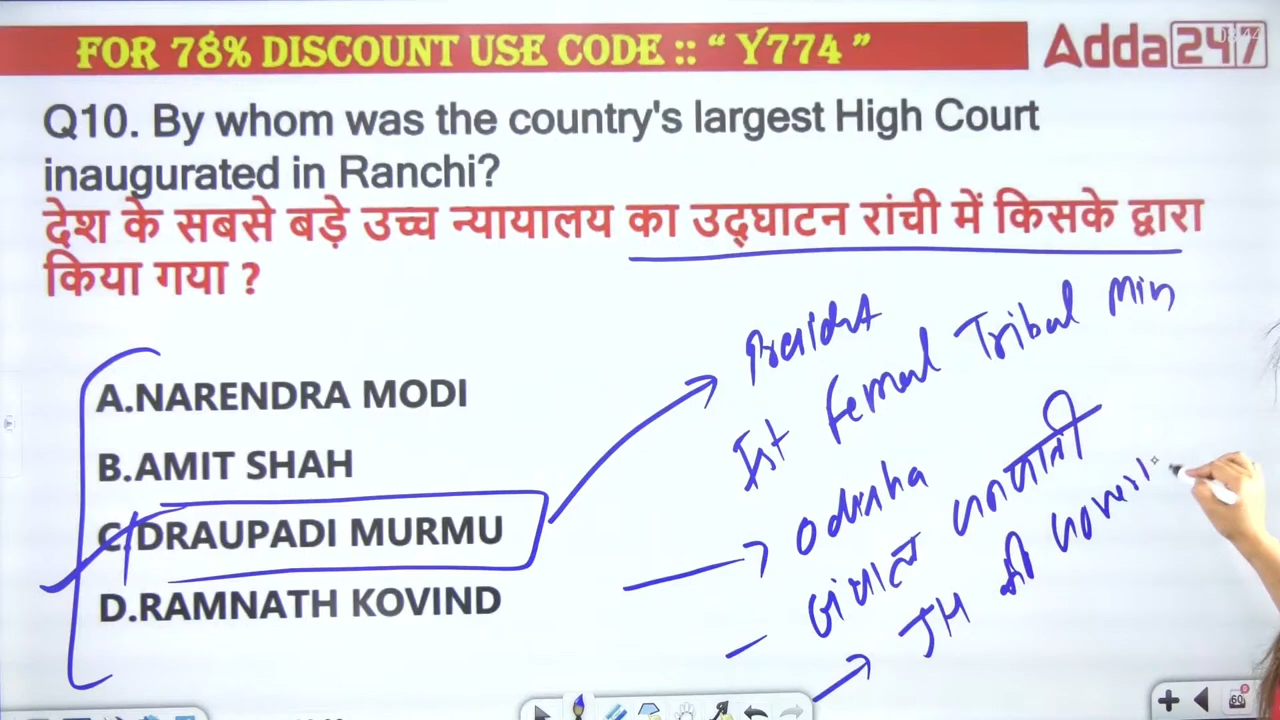 FOR 78% DISCOUNT USE CODE :: “ Y774 ”
Adda247
Q10. By whom was the country's largest High Court
inaugurated in Ranchi?
देश के सबसे बड़े उच्च न्यायालय का उद्घाटन रांची में किसके द्वारा
किया गया ?
A.NARENDRA MODI
B.AMIT SHAH
C.DRAUPADI MURMU
D.RAMNATH KOVIND
Ist Femal Tribal Min
Odisha
JH की
60